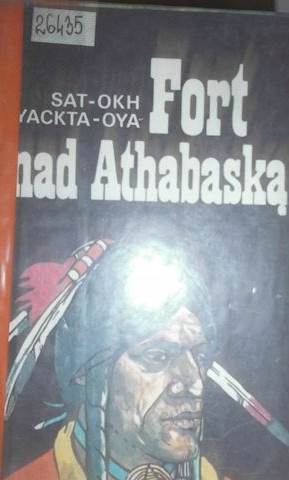 26435
SAT-OKH
YACKTA-OYA
Fort
nad Athabaską